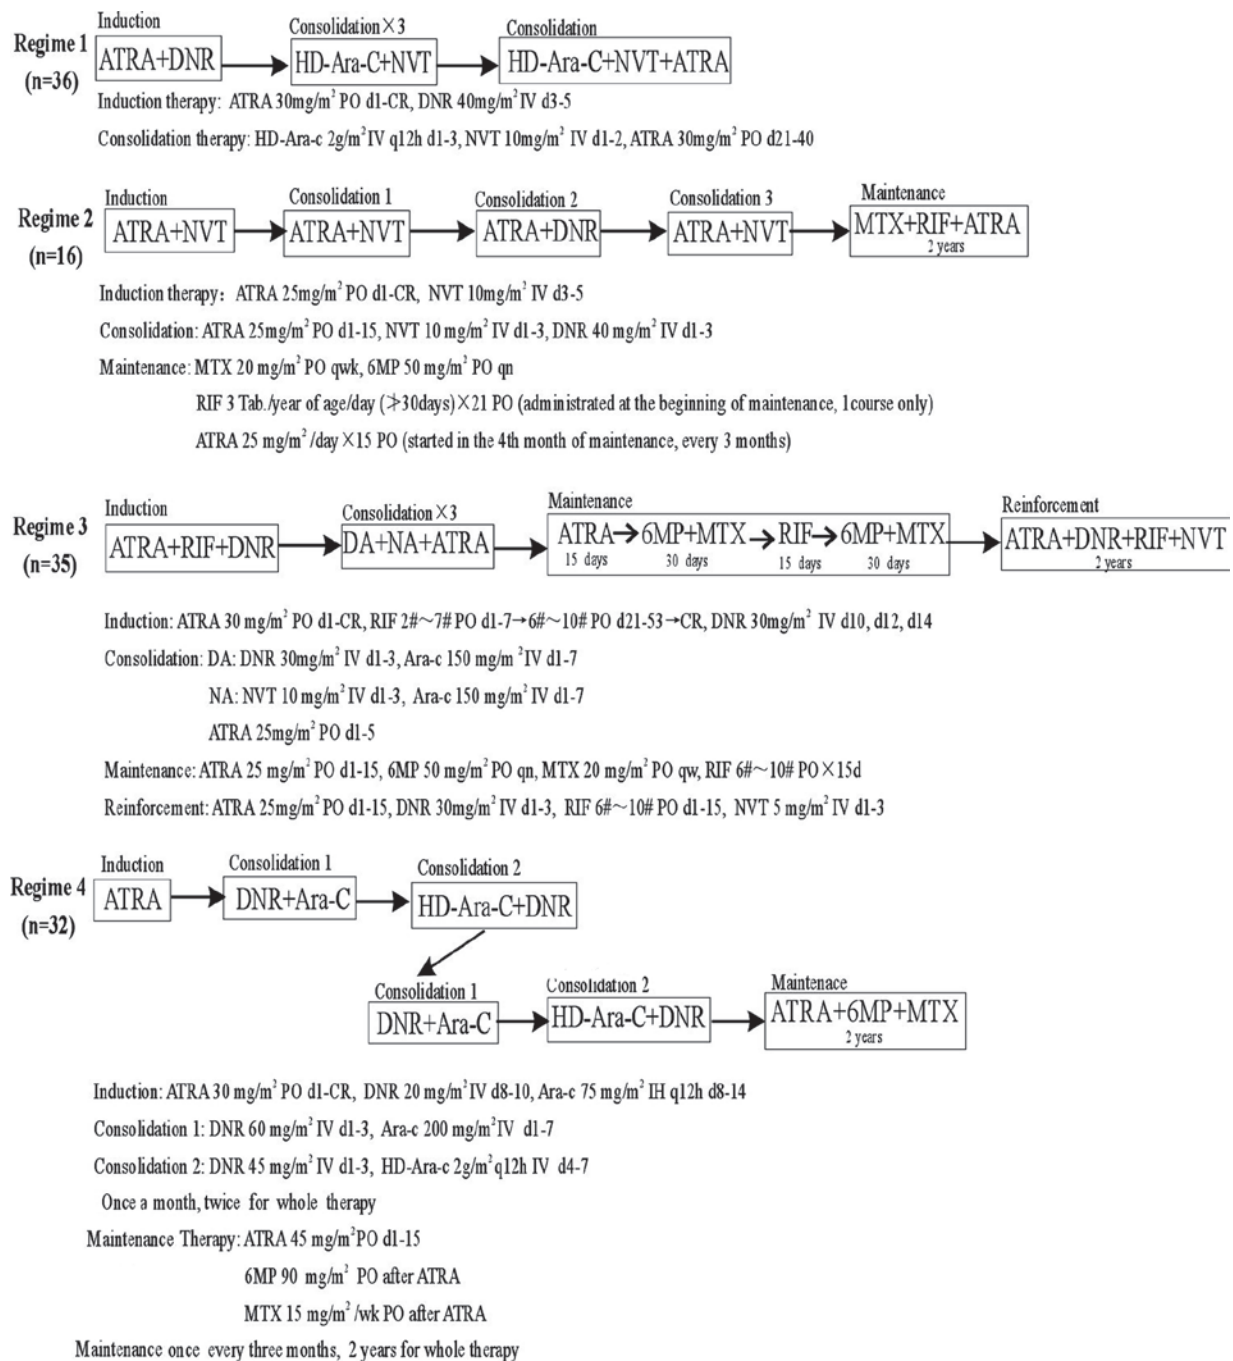 Induction
Consolidation×3
Consolidation
Regime 1
(n=36)
ATRA+DNR
HD-Ara-C+NVT
HD-Ara-C+NVT+ATRA
Induction therapy: ATRA 30mg/m² PO d1-CR, DNR 40mg/m² IV d3-5
Consolidation therapy: HD-Ara-c 2g/m² IV q12h d1-3, NVT 10mg/m² IV d1-2, ATRA 30mg/m² PO d21-40
Induction
Consolidation 1
Consolidation 2
Consolidation 3
Maintenance
Regime 2
(n=16)
ATRA+NVT
ATRA+NVT
ATRA+DNR
ATRA+NVT
MTX+RIF+ATRA
2 years
Induction therapy: ATRA 25mg/m² PO d1-CR, NVT 10mg/m² IV d3-5
Consolidation: ATRA 25mg/m² PO d1-15, NVT 10 mg/m² IV d1-3, DNR 40 mg/m² IV d1-3
Maintenance: MTX 20 mg/m² PO qwk, 6MP 50 mg/m² PO qn
RIF 3 Tab./year of age/day (≯30days)×21 PO (administrated at the beginning of maintenance, 1course only)
ATRA 25 mg/m² /day ×15 PO (started in the 4th month of maintenance, every 3 months)
Induction
Consolidation×3
Maintenance
Reinforcement
Regime 3
(n=35)
ATRA+RIF+DNR
DA+NA+ATRA
ATRA→6MP+MTX→RIF→6MP+MTX
15 days 30 days 15 days 30 days
ATRA+DNR+RIF+NVT
2 years
Induction: ATRA 30 mg/m² PO d1-CR, RIF 2#~7# PO d1-7→6#~10# PO d21-53→CR, DNR 30mg/m² IV d10, d12, d14
Consolidation: DA: DNR 30mg/m² IV d1-3, Ara-c 150 mg/m ² IV d1-7
NA: NVT 10 mg/m² IV d1-3, Ara-c 150 mg/m² IV d1-7
ATRA 25mg/m² PO d1-5
Maintenance: ATRA 25 mg/m² PO d1-15, 6MP 50 mg/m² PO qn, MTX 20 mg/m² PO qw, RIF 6#~10# PO×15d
Reinforcement: ATRA 25mg/m² PO d1-15, DNR 30mg/m² IV d1-3, RIF 6#~10# PO d1-15, NVT 5 mg/m² IV d1-3
Induction
Consolidation 1
Consolidation 2
Regime 4
(n=32)
ATRA
DNR+Ara-C
HD-Ara-C+DNR
Consolidation 1
Consolidation 2
Maintenace
DNR+Ara-C
HD-Ara-C+DNR
ATRA+6MP+MTX
2 years
Induction: ATRA 30 mg/m² PO d1-CR, DNR 20 mg/m² IV d8-10, Ara-c 75 mg/m² IH q12h d8-14
Consolidation 1: DNR 60 mg/m² IV d1-3, Ara-c 200 mg/m² IV d1-7
Consolidation 2: DNR 45 mg/m² IV d1-3, HD-Ara-c 2g/m² q12h IV d4-7
Once a month, twice for whole therapy
Maintenance Therapy: ATRA 45 mg/m² PO d1-15
6MP 90 mg/m² PO after ATRA
MTX 15 mg/m² /wk PO after ATRA
Maintenance once every three months, 2 years for whole therapy